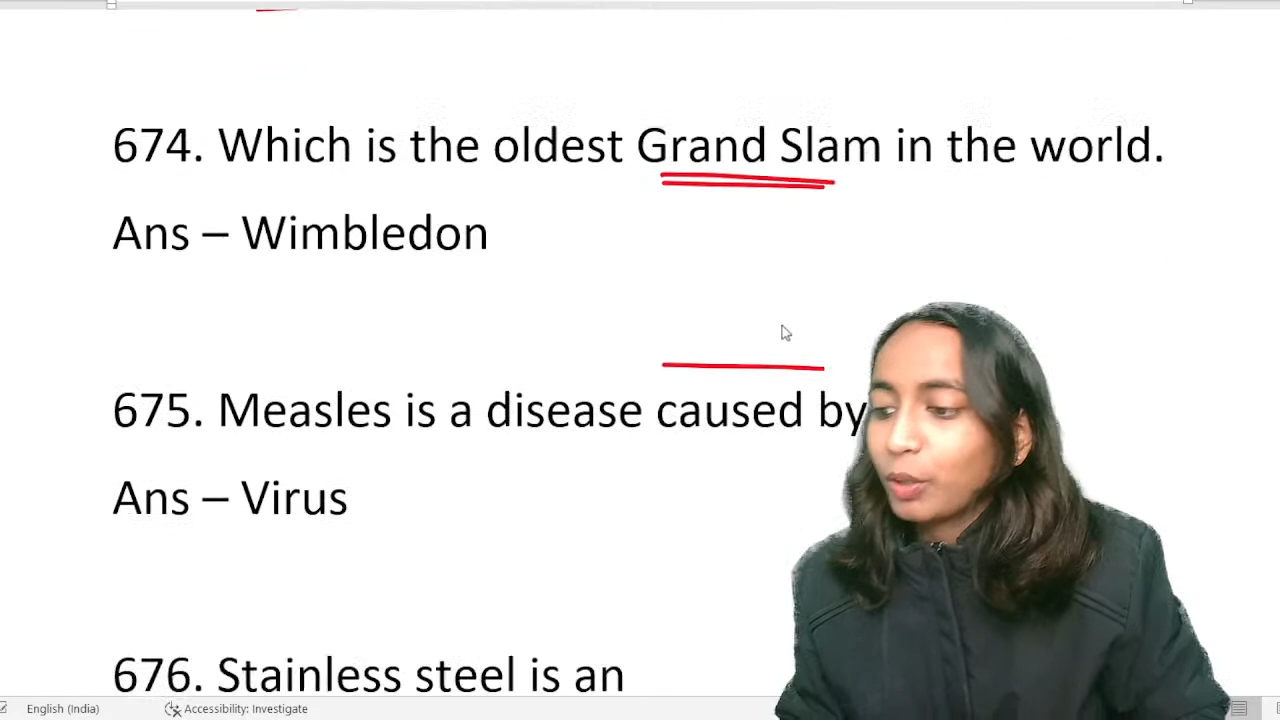 674. Which is the oldest Grand Slam in the world.
Ans – Wimbledon
675. Measles is a disease caused by
Ans – Virus
676. Stainless steel is an
English (India) Accessibility: Investigate